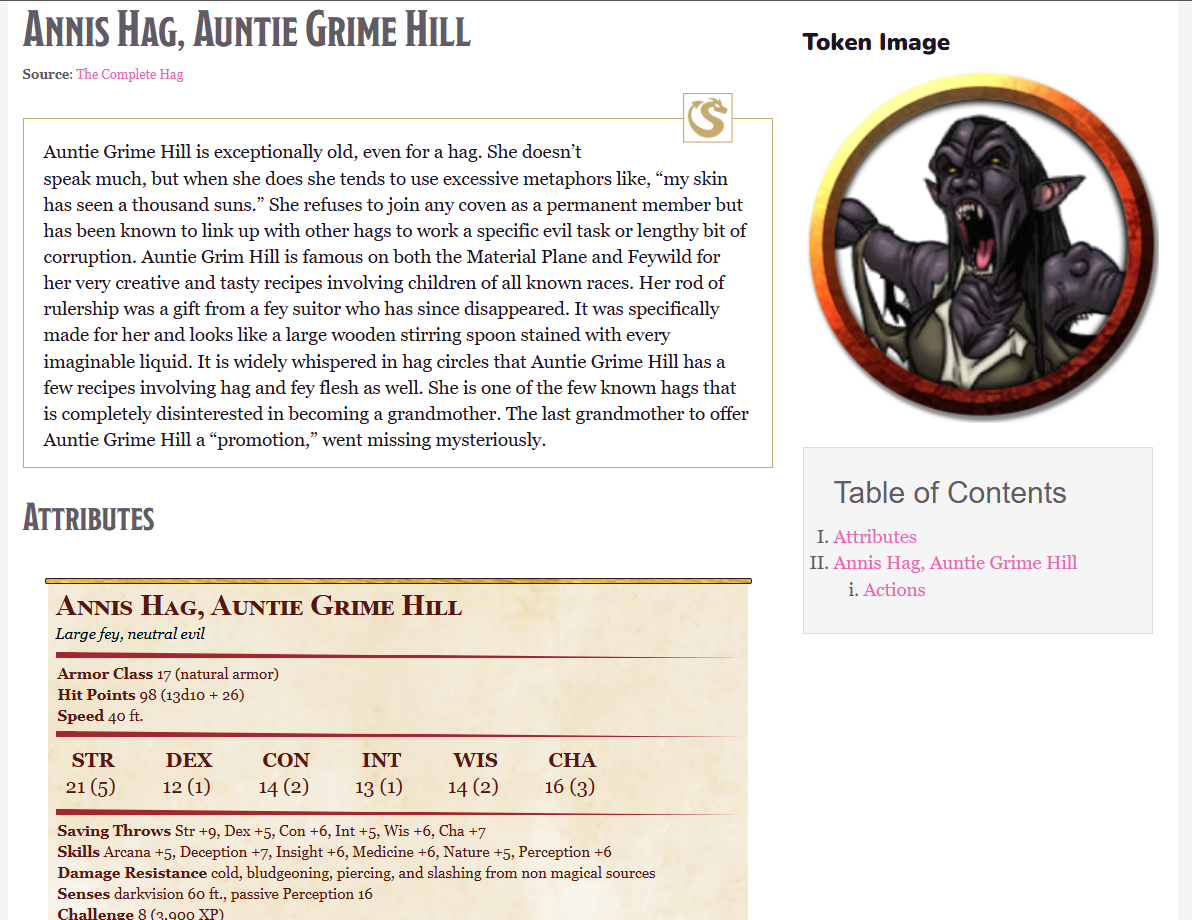 Annis Hag, Auntie Grime Hill
Source: The Complete Hag
Auntie Grime Hill is exceptionally old, even for a hag. She doesn’t
speak much, but when she does she tends to use excessive metaphors like, “my skin
has seen a thousand suns.” She refuses to join any coven as a permanent member but
has been known to link up with other hags to work a specific evil task or lengthy bit of
corruption. Auntie Grim Hill is famous on both the Material Plane and Feywild for
her very creative and tasty recipes involving children of all known races. Her rod of
rulership was a gift from a fey suitor who has since disappeared. It was specifically
made for her and looks like a large wooden stirring spoon stained with every
imaginable liquid. It is widely whispered in hag circles that Auntie Grime Hill has a
few recipes involving hag and fey flesh as well. She is one of the few known hags that
is completely disinterested in becoming a grandmother. The last grandmother to offer
Auntie Grime Hill a “promotion,” went missing mysteriously.
Attributes
Annis Hag, Auntie Grime Hill
Large fey, neutral evil
Armor Class 17 (natural armor)
Hit Points 98 (13d10 + 26)
Speed 40 ft.
STR DEX CON INT WIS CHA
21 (5) 12 (1) 14 (2) 13 (1) 14 (2) 16 (3)
Saving Throws Str +9, Dex +5, Con +6, Int +5, Wis +6, Cha +7
Skills Arcana +5, Deception +7, Insight +6, Medicine +6, Nature +5, Perception +6
Damage Resistance cold, bludgeoning, piercing, and slashing from non magical sources
Senses darkvision 60 ft., passive Perception 16
Challenge 8 (3,900 XP)
Token Image
Table of Contents
I. Attributes
II. Annis Hag, Auntie Grime Hill
i. Actions